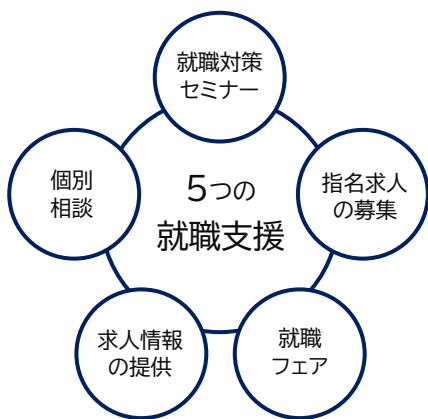 就職対策
セミナー
個別
相談
5つの
就職支援
指名求人
の募集
求人情報
の提供
就職
フェア